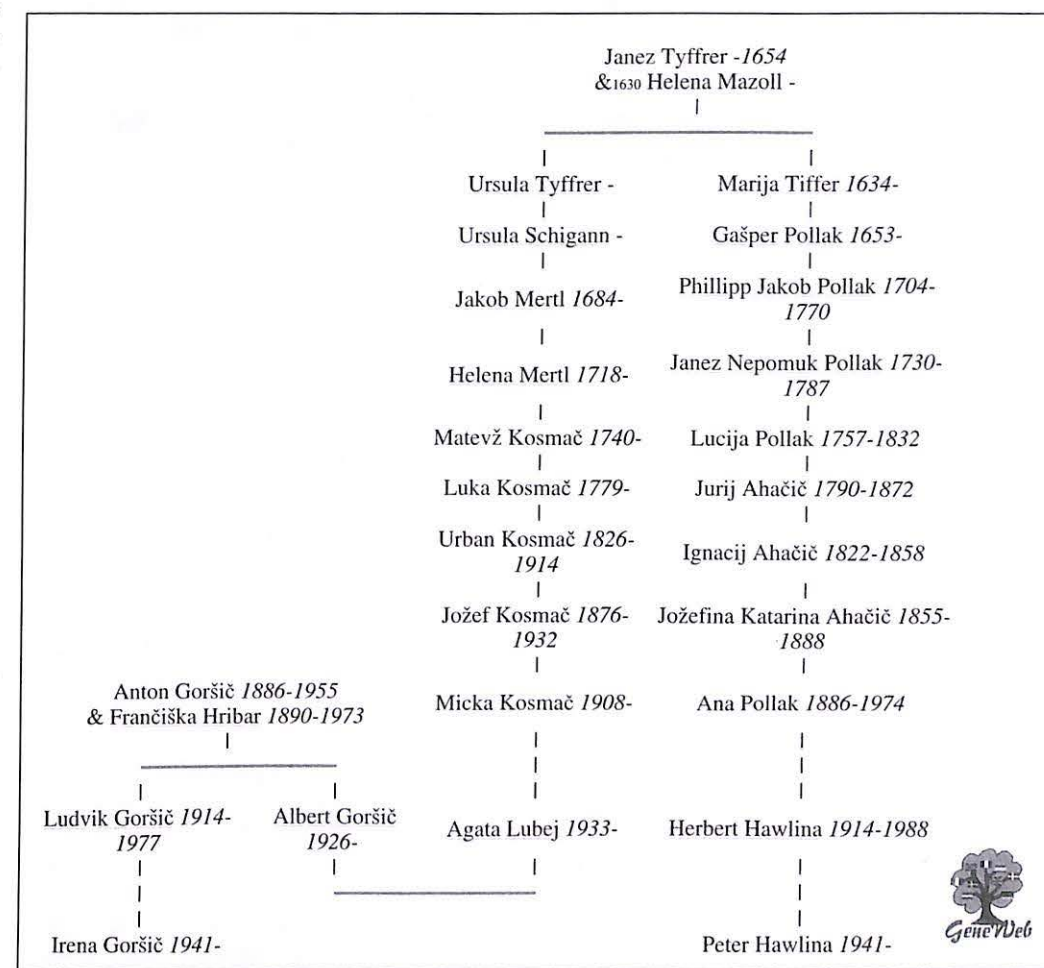 Janez Tyffrer -1654
&1630 Helena Mazoll -
Ursula Tyffrer -
Marija Tiffer 1634-
Ursula Schigann -
Gašper Pollak 1653-
Jakob Mertl 1684-
Phillipp Jakob Pollak 1704-
1770
Helena Mertl 1718-
Janez Nepomuk Pollak 1730-
1787
Matevž Kosmač 1740-
Lucija Pollak 1757-1832
Luka Kosmač 1779-
Jurij Ahačič 1790-1872
Urban Kosmač 1826-
1914
Ignacij Ahačič 1822-1858
Jožef Kosmač 1876-
1932
Jožefina Katarina Ahačič 1855-
1888
Anton Goršič 1886-1955
& Frančiška Hribar 1890-1973
Micka Kosmač 1908-
Ana Pollak 1886-1974
Ludvik Goršič 1914-
1977
Albert Goršič
1926-
Agata Lubej 1933-
Herbert Hawlina 1914-1988
Irena Goršič 1941-
Peter Hawlina 1941-
GeneWeb